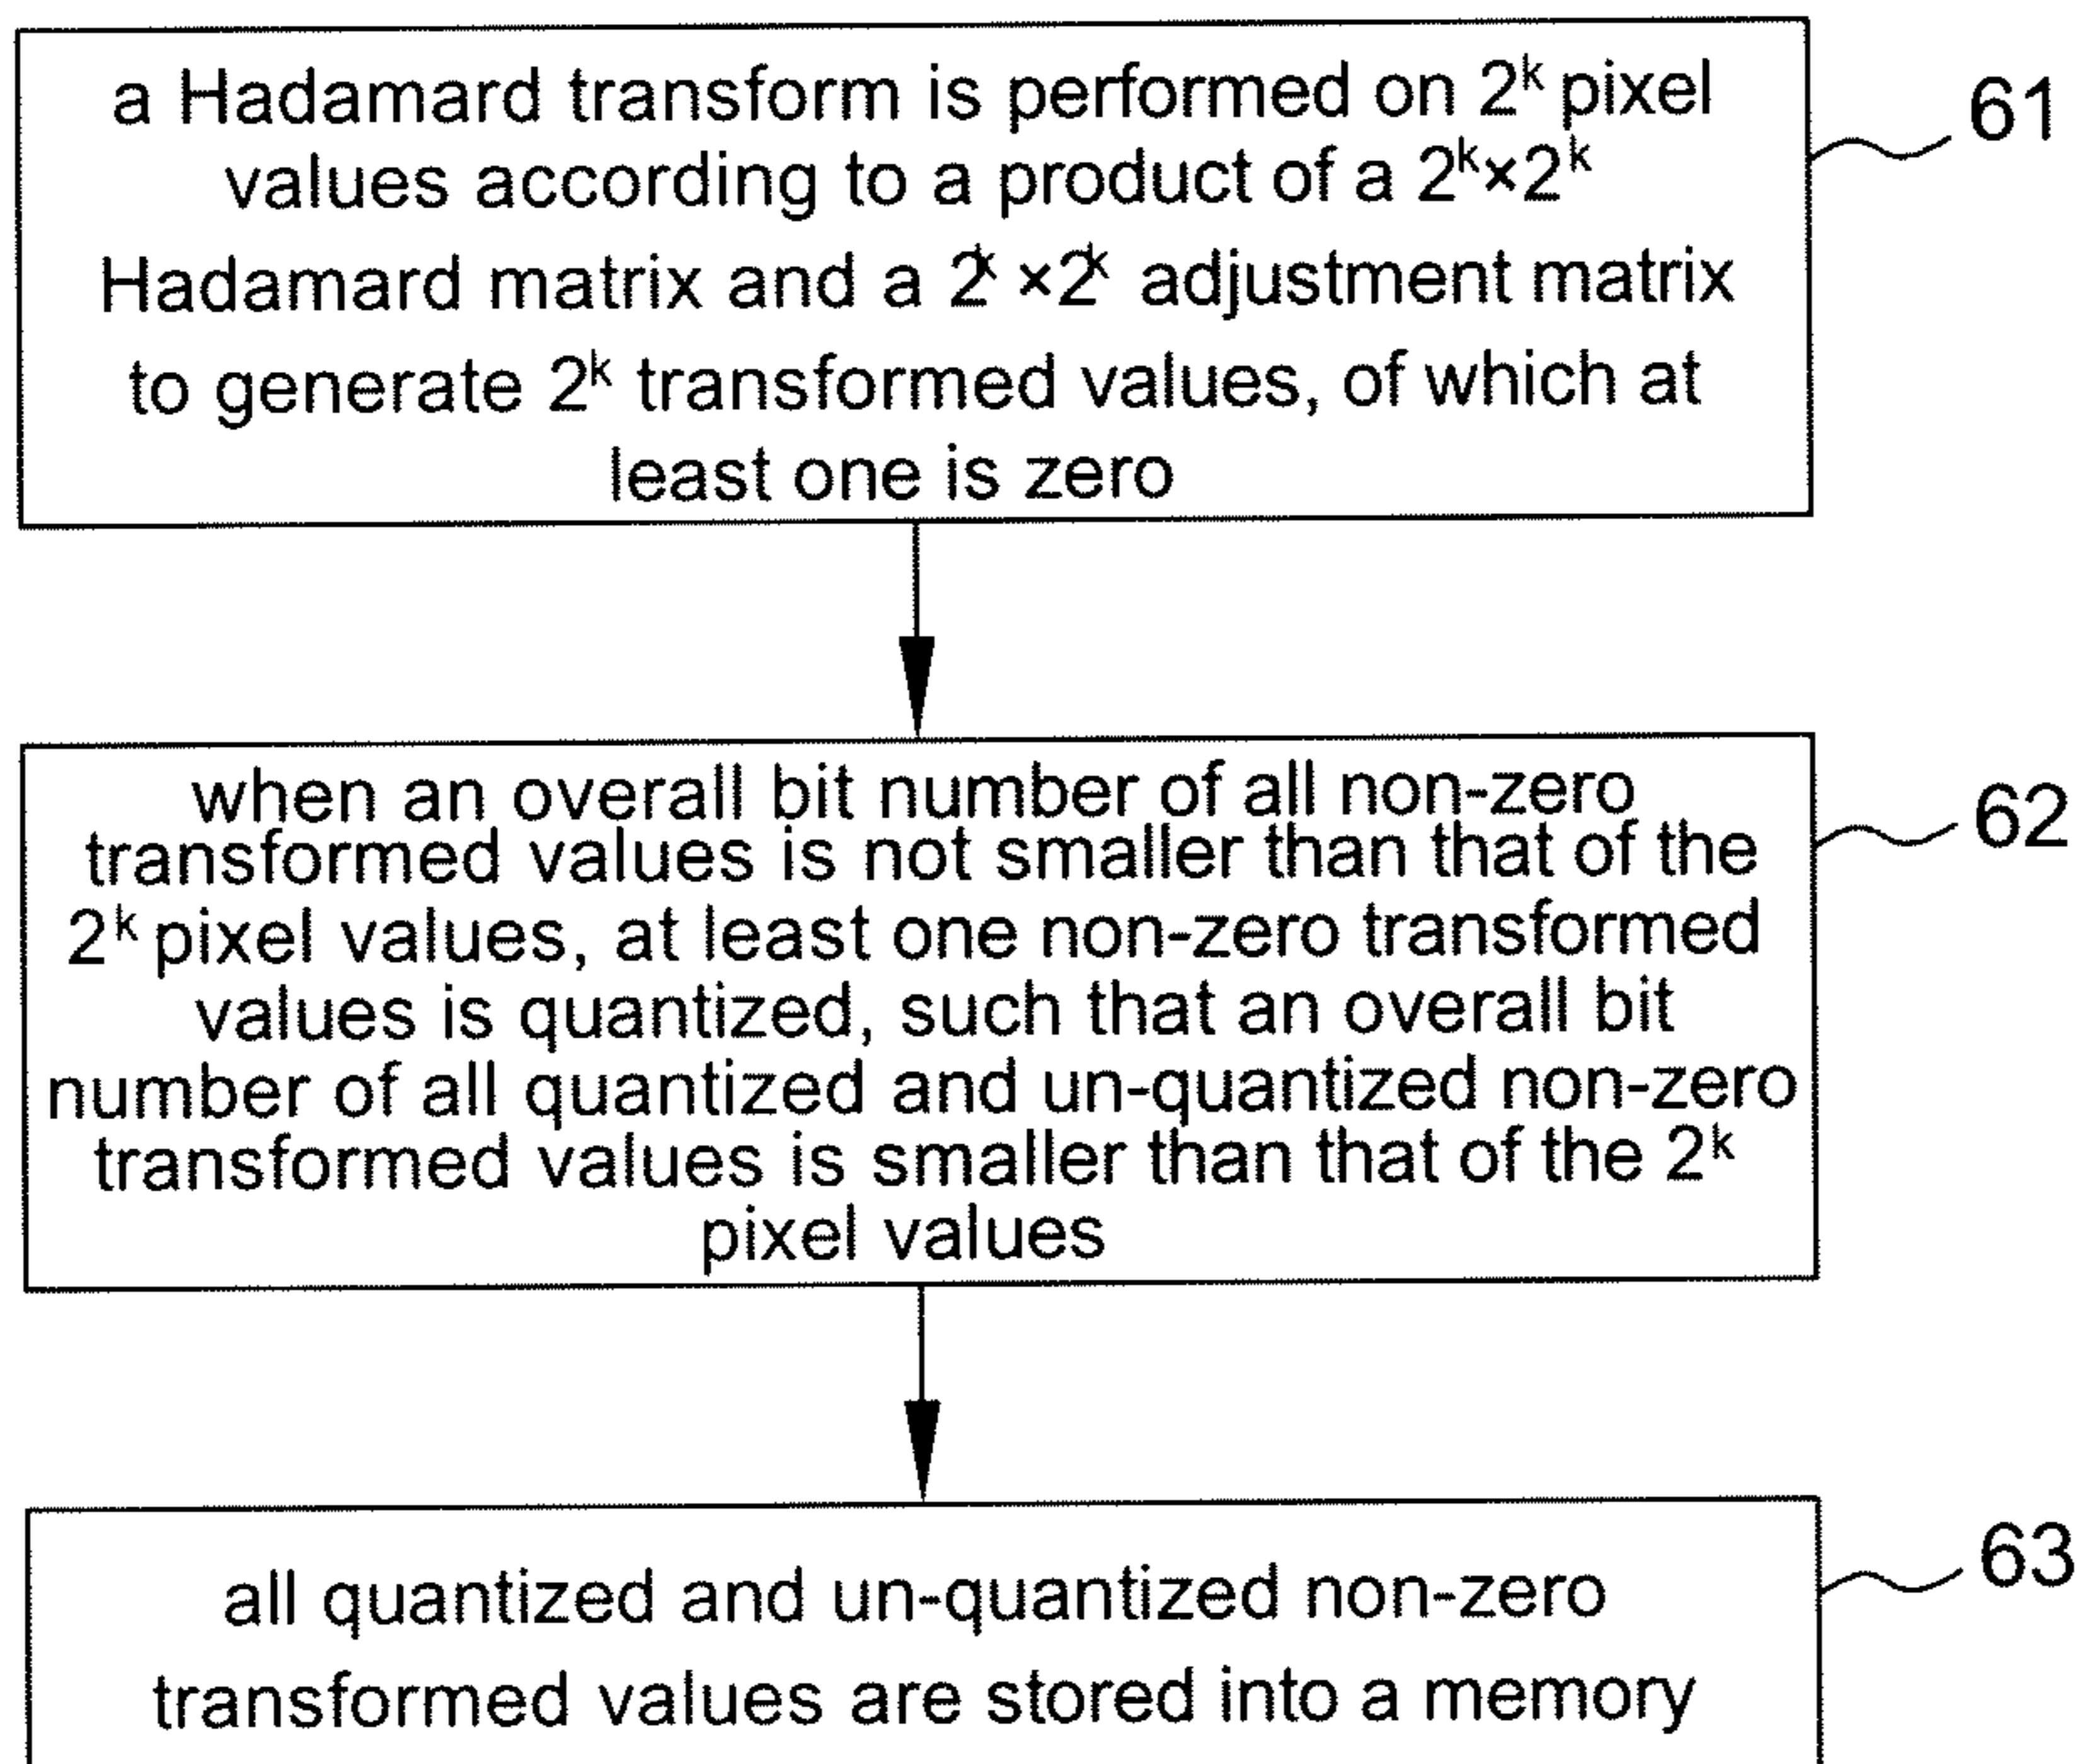 a Hadamard transform is performed on 2ᵏ pixel
values according to a product of a 2ᵏ×2ᵏ
Hadamard matrix and a 2ᵏ ×2ᵏ adjustment matrix
to generate 2ᵏ transformed values, of which at
least one is zero
61
when an overall bit number of all non-zero
transformed values is not smaller than that of the
2ᵏ pixel values, at least one non-zero transformed
values is quantized, such that an overall bit
number of all quantized and un-quantized non-zero
transformed values is smaller than that of the 2ᵏ
pixel values
62
all quantized and un-quantized non-zero
transformed values are stored into a memory
63